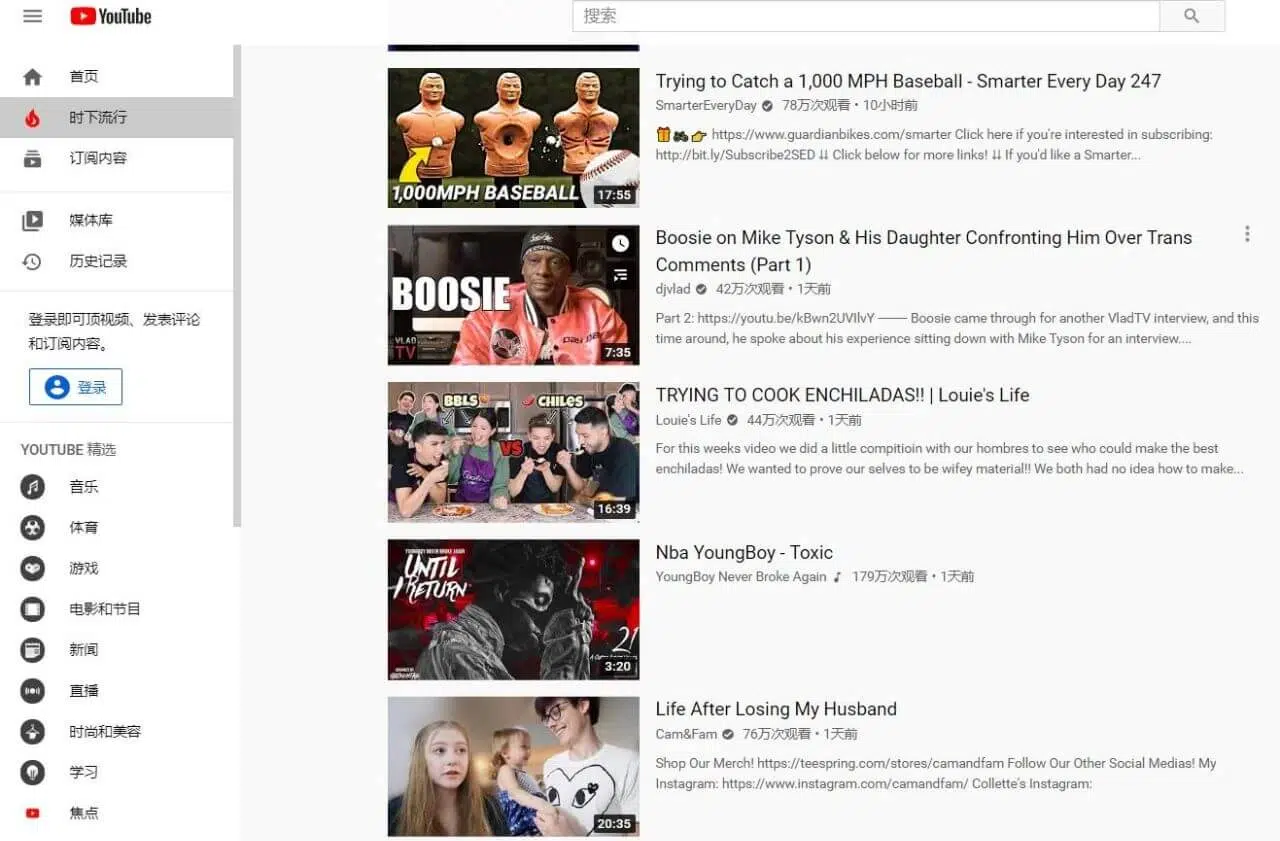 YouTube
搜索
首页
时下流行
订阅内容
媒体库
历史记录
登录即可顶视频、发表评论
和订阅内容。
登录
YOUTUBE 精选
音乐
体育
游戏
电影和节目
新闻
直播
时尚和美容
学习
焦点
1,000MPH BASEBALL
17:55
Trying to Catch a 1,000 MPH Baseball - Smarter Every Day 247
SmarterEveryDay 78万次观看・10小时前
🎁🏍👉 https://www.guardianbikes.com/smarter Click here if you're interested in subscribing:
http://bit.ly/Subscribe2SED ⇊ Click below for more links! ⇊ If you'd like a Smarter...
BOOSIE
VLAD
TV
7:35
Boosie on Mike Tyson & His Daughter Confronting Him Over Trans
Comments (Part 1)
djvlad 42万次观看・1天前
Part 2: https://youtu.be/kBwn2UVIlvY —— Boosie came through for another VladTV interview, and this
time around, he spoke about his experience sitting down with Mike Tyson for an interview....
BBLS
CHILES
VS
16:39
TRYING TO COOK ENCHILADAS!! | Louie's Life
Louie's Life 44万次观看・1天前
For this weeks video we did a little compitioin with our hombres to see who could make the best
enchiladas! We wanted to prove our selves to be wifey material!! We both had no idea how to make...
YOUNGBOY NEVER BROKE AGAIN
UNTIL
I RETURN
21
3:20
Nba YoungBoy - Toxic
YoungBoy Never Broke Again 179万次观看・1天前
20:35
Life After Losing My Husband
Cam&Fam 76万次观看・1天前
Shop Our Merch! https://teespring.com/stores/camandfam Follow Our Other Social Medias! My
Instagram: https://www.instagram.com/camandfam/ Collette's Instagram: